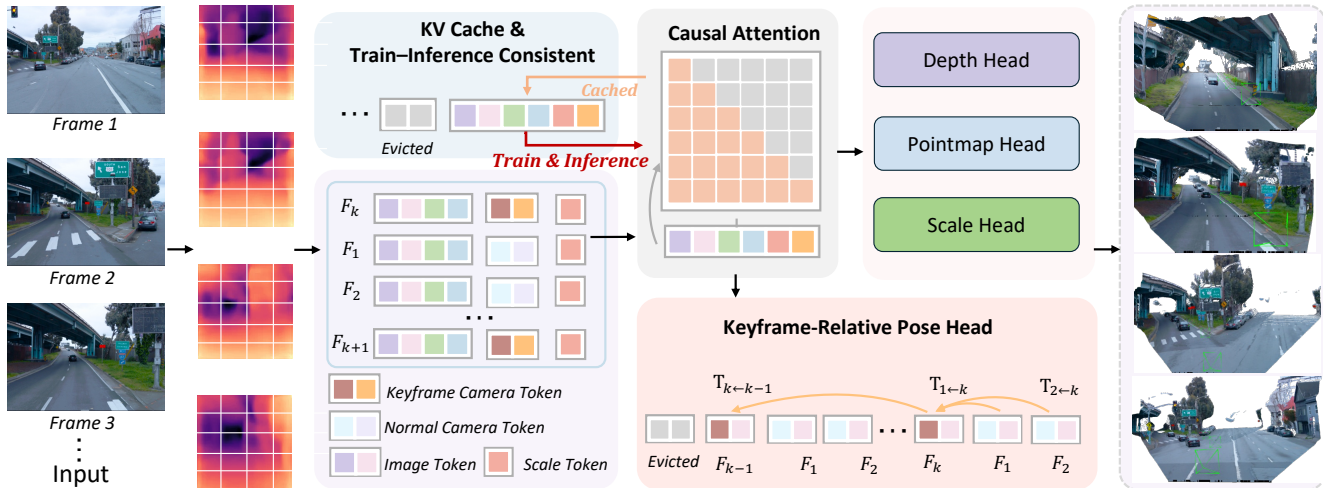 Frame 1
Frame 2
Frame 3
Input
KV Cache &
Train–Inference Consistent
Evicted
Cached
Train & Inference
F_k
F_1
F_2
...
F_{k+1}
Keyframe Camera Token
Normal Camera Token
Image Token
Scale Token
Causal Attention
Depth Head
Pointmap Head
Scale Head
Keyframe-Relative Pose Head
T_{k←k−1}
T_{1←k}
T_{2←k}
Evicted
F_{k−1}
F_1
F_2
...
F_k
F_1
F_2